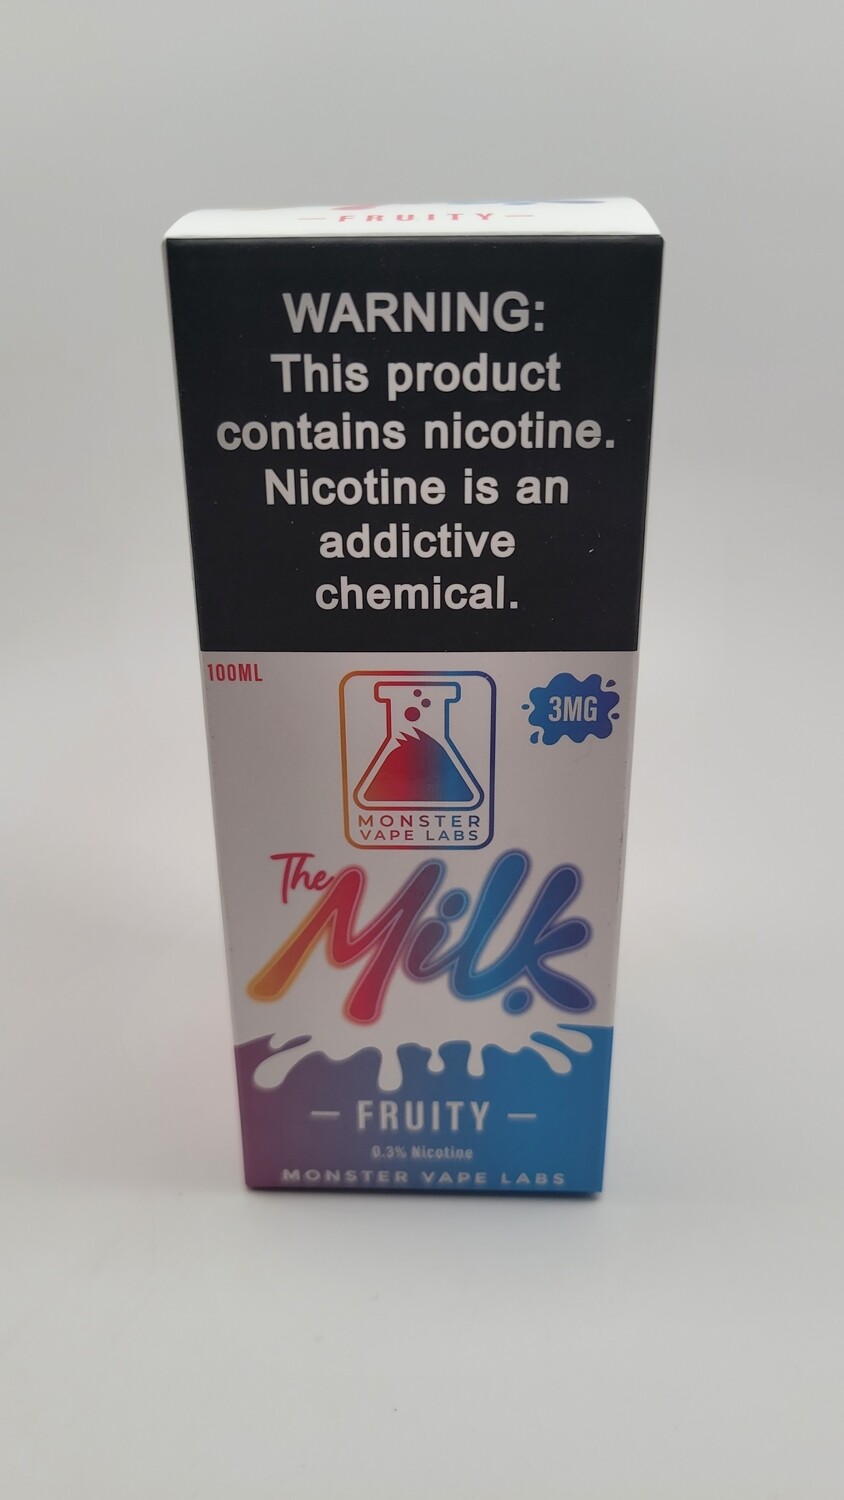 — FRUITY —
WARNING:
This product
contains nicotine.
Nicotine is an
addictive
chemical.
100ML
3MG
MONSTER
VAPE LABS
The
Milk
— FRUITY —
0.3% Nicotine
MONSTER VAPE LABS